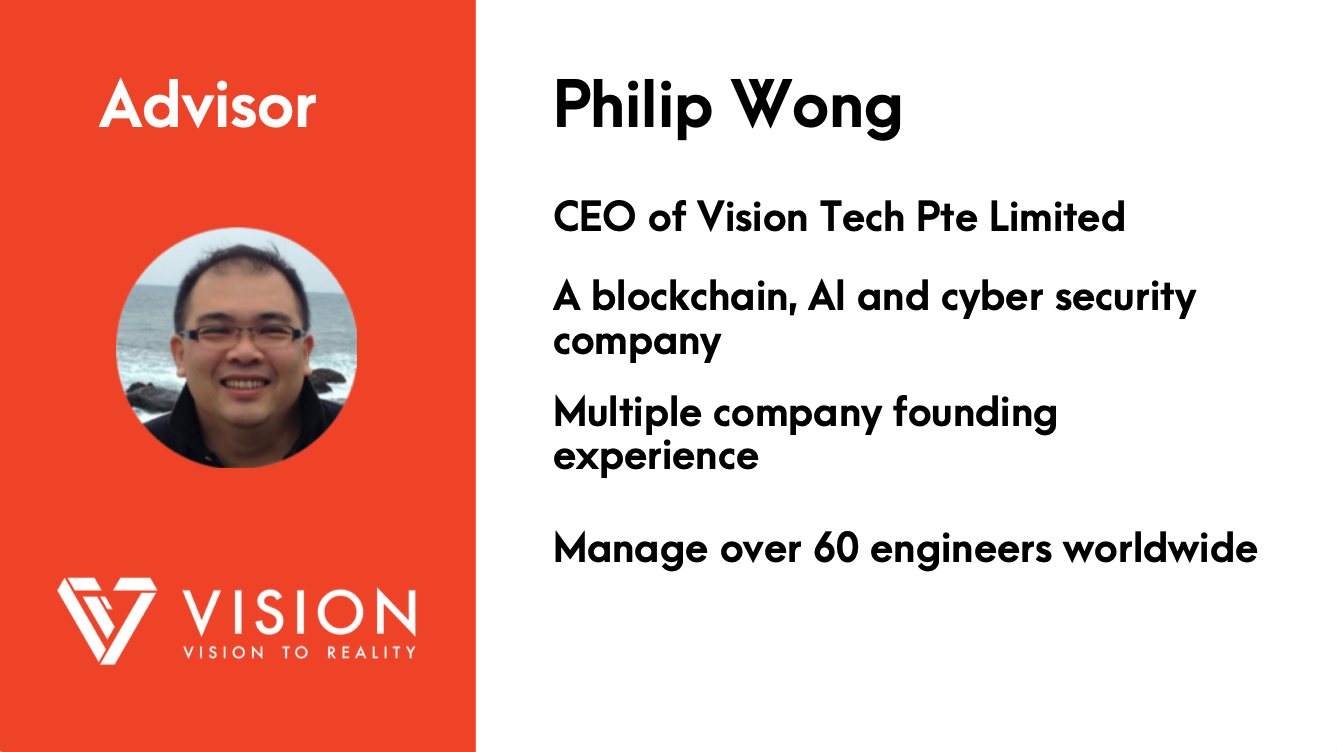 Advisor
Philip Wong
CEO of Vision Tech Pte Limited
A blockchain, AI and cyber security
company
Multiple company founding
experience
Manage over 60 engineers worldwide
VISION
VISION TO REALITY